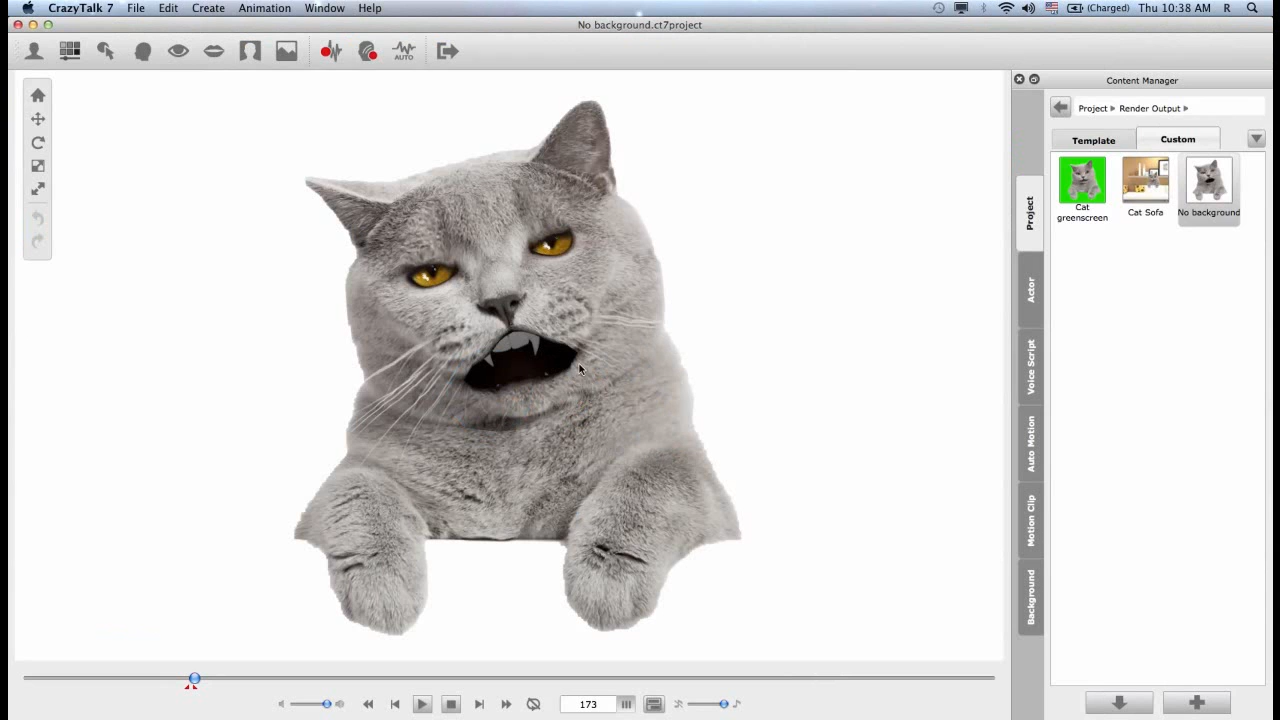 CrazyTalk 7 File Edit Create Animation Window Help (Charged) Thu 10:38 AM R
No background.ct7project
AUTO
Content Manager
Project Render Output
Template Custom
Cat greenscreen
Cat Sofa
No background
Project
Actor
Voice Script
Auto Motion
Motion Clip
Background
173